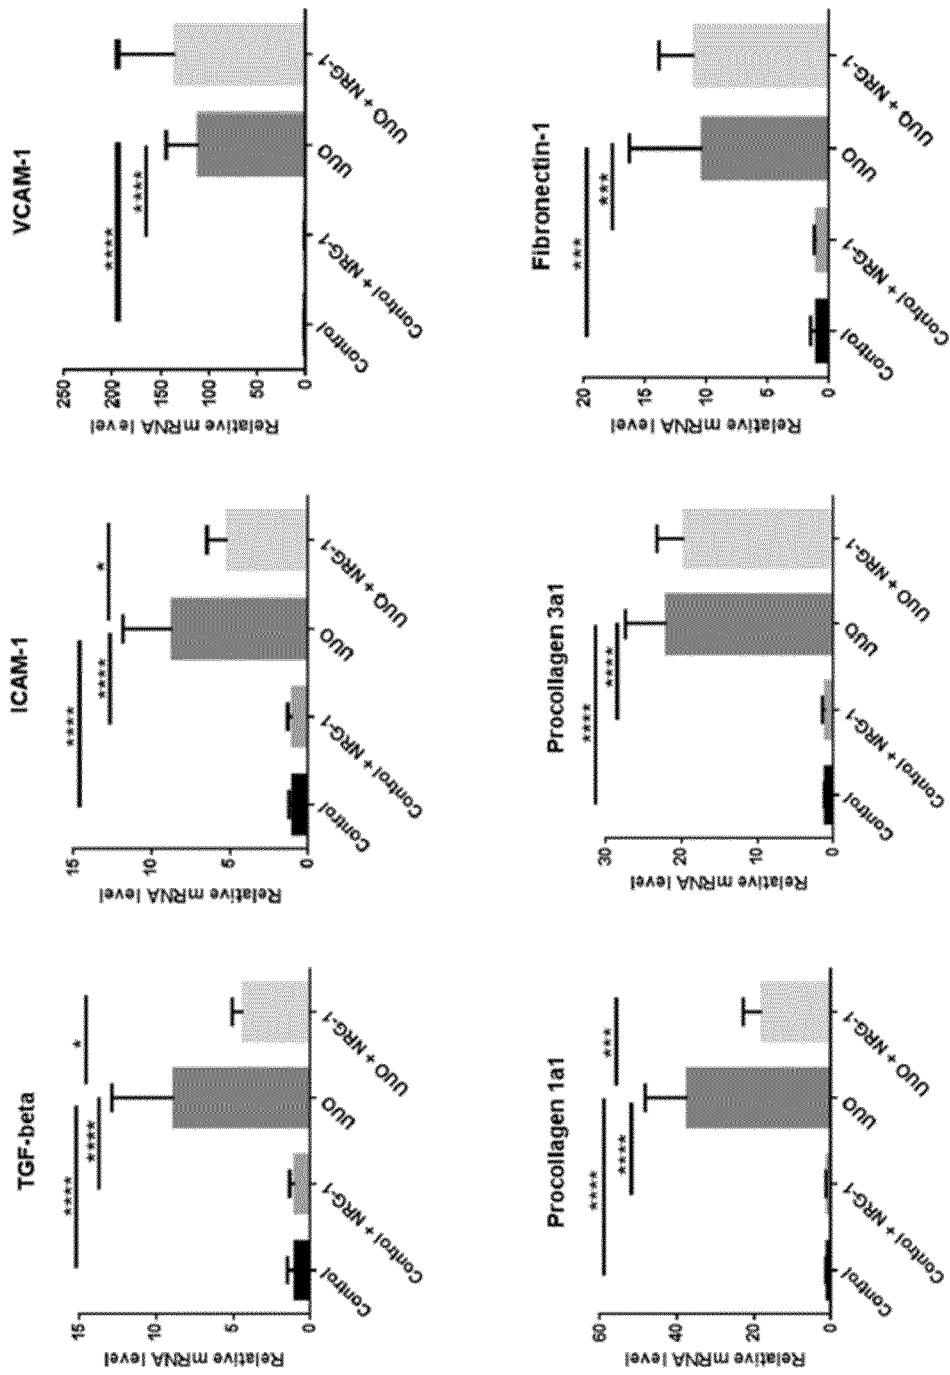 TGF-beta
Relative mRNA level
15
10
5
0
****
****
*
Control
Control + NRG-1
UUO
UUO + NRG-1
ICAM-1
Relative mRNA level
15
10
5
0
****
****
*
Control
Control + NRG-1
UUO
UUO + NRG-1
VCAM-1
Relative mRNA level
250
200
150
100
50
0
****
****
Control
Control + NRG-1
UUO
UUO + NRG-1
Procollagen 1a1
Relative mRNA level
60
40
20
0
****
****
***
Control
Control + NRG-1
UUO
UUO + NRG-1
Procollagen 3a1
Relative mRNA level
30
20
10
0
****
****
Control
Control + NRG-1
UUO
UUO + NRG-1
Fibronectin-1
Relative mRNA level
20
15
10
5
0
***
***
Control
Control + NRG-1
UUO
UUO + NRG-1